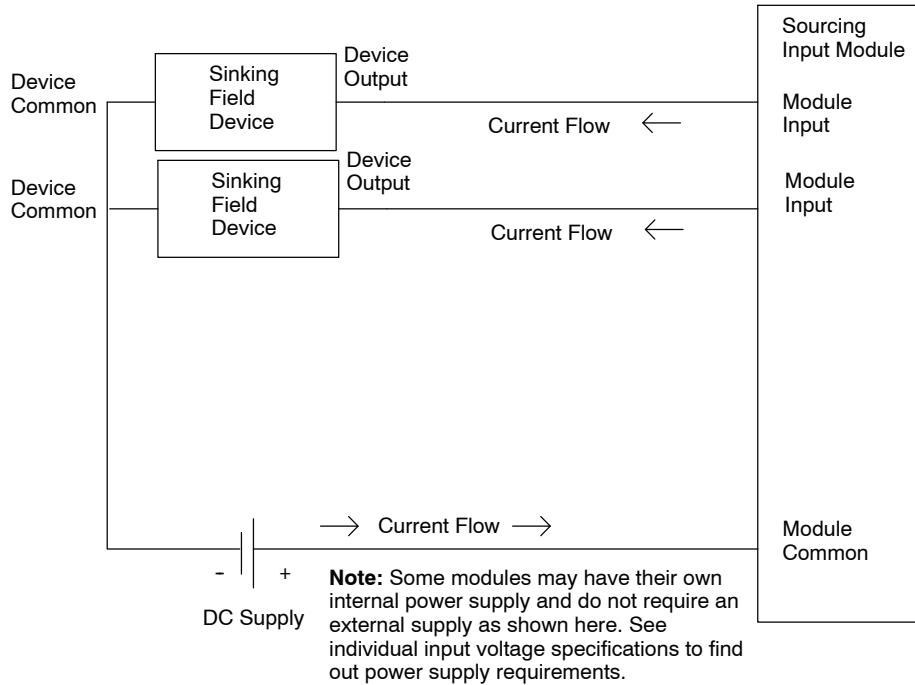 Sourcing
Input Module
Device
Common
Sinking
Field
Device
Device
Output
Module
Input
Current Flow
Device
Common
Sinking
Field
Device
Device
Output
Module
Input
Current Flow
Current Flow
Module
Common
- +
DC Supply
Note: Some modules may have their own
internal power supply and do not require an
external supply as shown here. See
individual input voltage specifications to find
out power supply requirements.